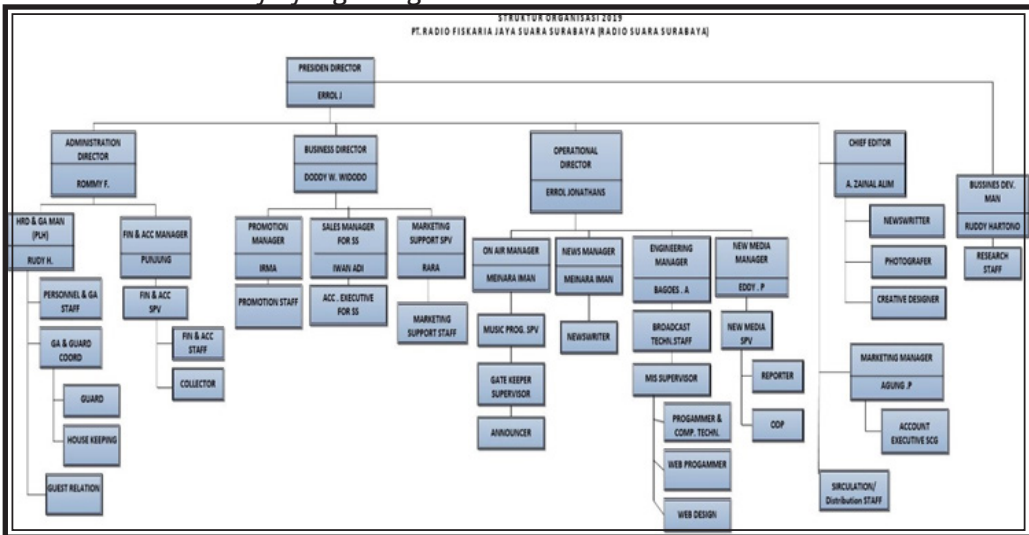 STRUKTUR ORGANISASI 2019
PT. RADIO FISKARIA JAYA SUARA SURABAYA (RADIO SUARA SURABAYA)
PRESIDEN DIRECTOR
ERROL J
ADMINISTRATION
DIRECTOR
ROMMY F.
BUSINESS DIRECTOR
DODDY W. WIDODO
OPERATIONAL
DIRECTOR
ERROL JONATHANS
CHIEF EDITOR
A. ZAINAL ALIM
BUSSINES DEV.
MAN
RUDDY HARTONO
RESEARCH
STAFF
HRD & GA MAN
(PLH)
RUDY H.
FIN & ACC MANAGER
PUNJUNG
PROMOTION
MANAGER
IRMA
SALES MANAGER
FOR SS
IWAN ADI
MARKETING
SUPPORT SPV
RARA
ON AIR MANAGER
MEINARA IMAN
NEWS MANAGER
MEINARA IMAN
ENGINEERING
MANAGER
BAGOES . A
NEW MEDIA
MANAGER
EDDY . P
NEWSWRITTER
PHOTOGRAFER
CREATIVE DESIGNER
PERSONNEL & GA
STAFF
GA & GUARD
COORD
GUARD
HOUSE KEEPING
GUEST RELATION
FIN & ACC
SPV
FIN & ACC
STAFF
COLLECTOR
PROMOTION STAFF
ACC . EXECUTIVE
FOR SS
MARKETING
SUPPORT STAFF
MUSIC PROG. SPV
GATE KEEPER
SUPERVISOR
ANNOUNCER
NEWSWRITER
BROADCAST
TECHN.STAFF
MIS SUPERVISOR
PROGAMMER &
COMP. TECHN.
WEB PROGAMMER
WEB DESIGN
NEW MEDIA
SPV
REPORTER
ODP
MARKETING MANAGER
AGUNG .P
ACCOUNT
EXECUTIVE SCG
SIRCULATION/
Distribution STAFF